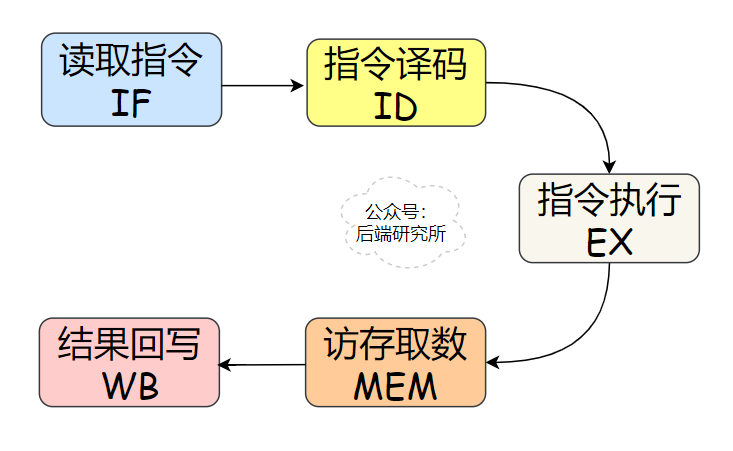 读取指令
IF
指令译码
ID
指令执行
EX
公众号：
后端研究所
访存取数
MEM
结果回写
WB